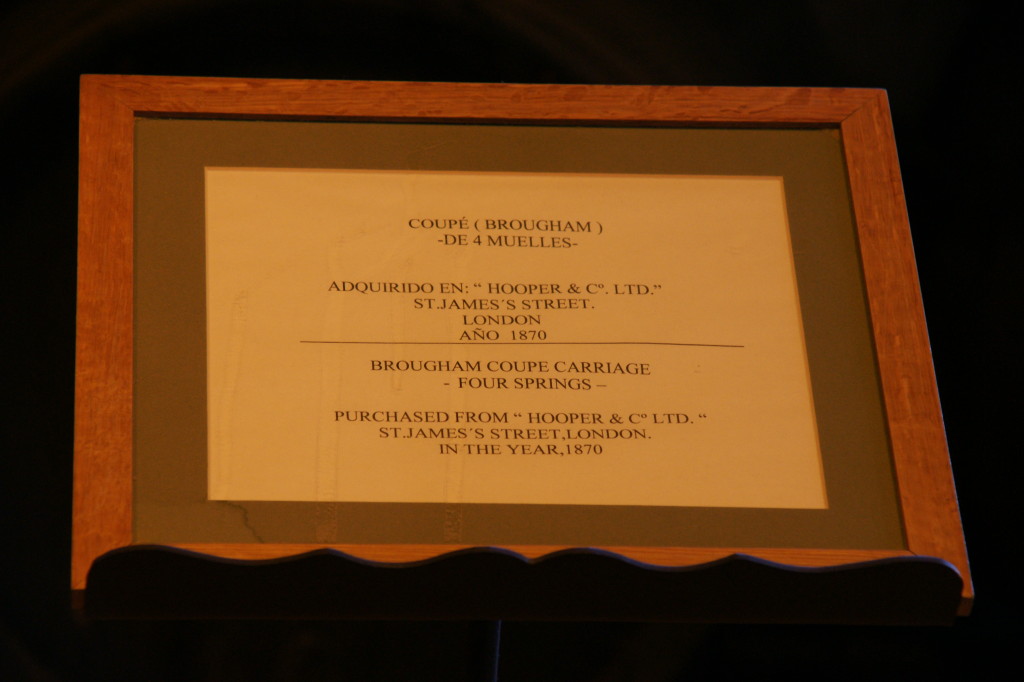 COUPÉ ( BROUGHAM )
-DE 4 MUELLES-
ADQUIRIDO EN: “ HOOPER & Cº. LTD.”
ST.JAMES´S STREET.
LONDON
AÑO 1870
BROUGHAM COUPE CARRIAGE
- FOUR SPRINGS –
PURCHASED FROM “ HOOPER & Cº LTD. “
ST.JAMES´S STREET,LONDON.
IN THE YEAR,1870